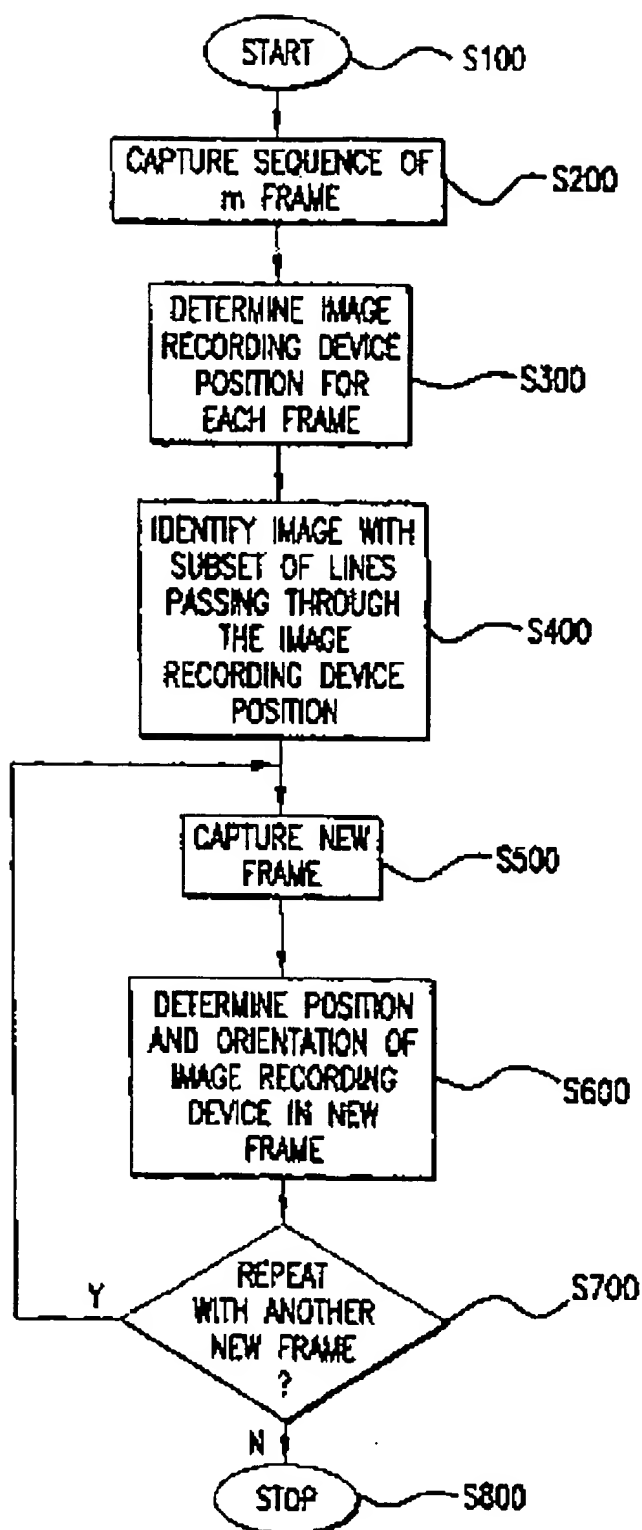 START
S100
CAPTURE SEQUENCE OF
m FRAME
S200
DETERMINE IMAGE
RECORDING DEVICE
POSITION FOR
EACH FRAME
S300
IDENTIFY IMAGE WITH
SUBSET OF LINES
PASSING THROUGH
THE IMAGE
RECORDING DEVICE
POSITION
S400
CAPTURE NEW
FRAME
S500
DETERMINE POSITION
AND ORIENTATION OF
IMAGE RECORDING
DEVICE IN NEW
FRAME
S600
REPEAT
WITH ANOTHER
NEW FRAME
?
S700
Y
N
STOP
S800